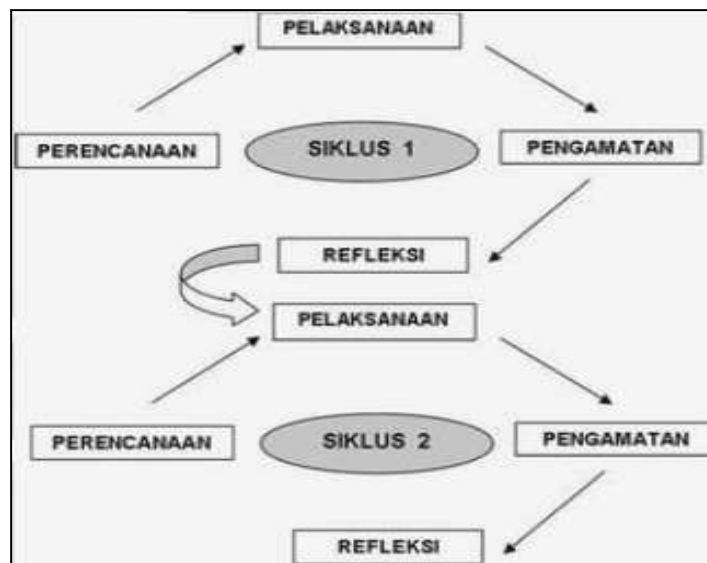 PELAKSANAAN
PERENCANAAN
SIKLUS 1
PENGAMATAN
REFLEKSI
PELAKSANAAN
PERENCANAAN
SIKLUS 2
PENGAMATAN
REFLEKSI